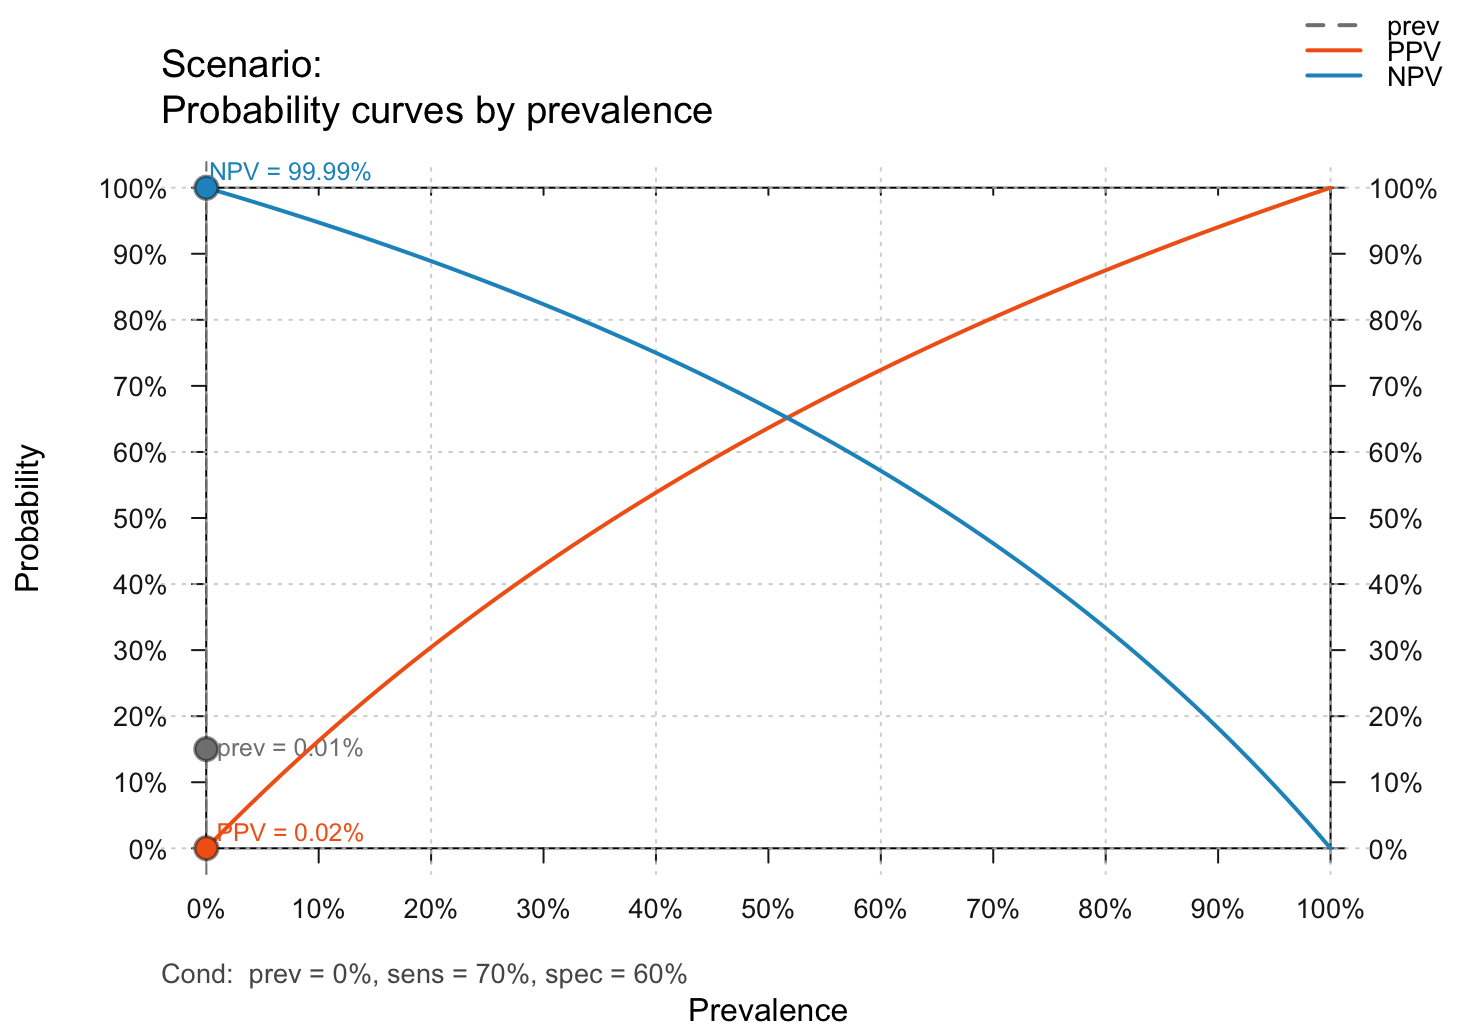 prev
PPV
NPV
Scenario:
Probability curves by prevalence
NPV = 99.99%
100%
90%
80%
70%
60%
50%
40%
30%
20%
10%
0%
100%
90%
80%
70%
60%
50%
40%
30%
20%
10%
0%
prev = 0.01%
PPV = 0.02%
Probability
0% 10% 20% 30% 40% 50% 60% 70% 80% 90% 100%
Cond:  prev = 0%, sens = 70%, spec = 60%
Prevalence